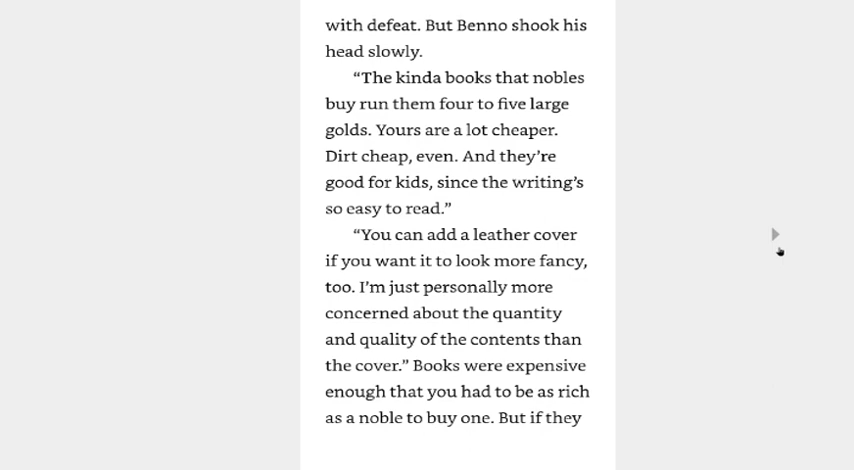 with defeat. But Benno shook his
head slowly.
“The kinda books that nobles
buy run them four to five large
golds. Yours are a lot cheaper.
Dirt cheap, even. And they’re
good for kids, since the writing’s
so easy to read.”
“You can add a leather cover
if you want it to look more fancy,
too. I’m just personally more
concerned about the quantity
and quality of the contents than
the cover.” Books were expensive
enough that you had to be as rich
as a noble to buy one. But if they